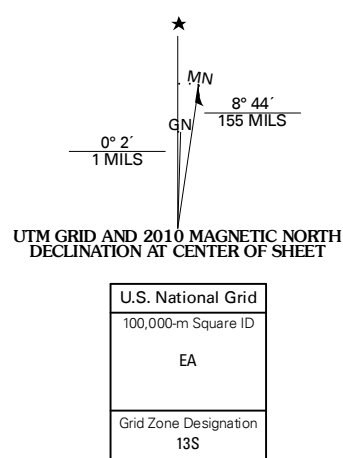 ★
MN
8° 44´
155 MILS
GN
0° 2´
1 MILS
UTM GRID AND 2010 MAGNETIC NORTH
DECLINATION AT CENTER OF SHEET
U.S. National Grid
100,000-m Square ID
EA
Grid Zone Designation
13S